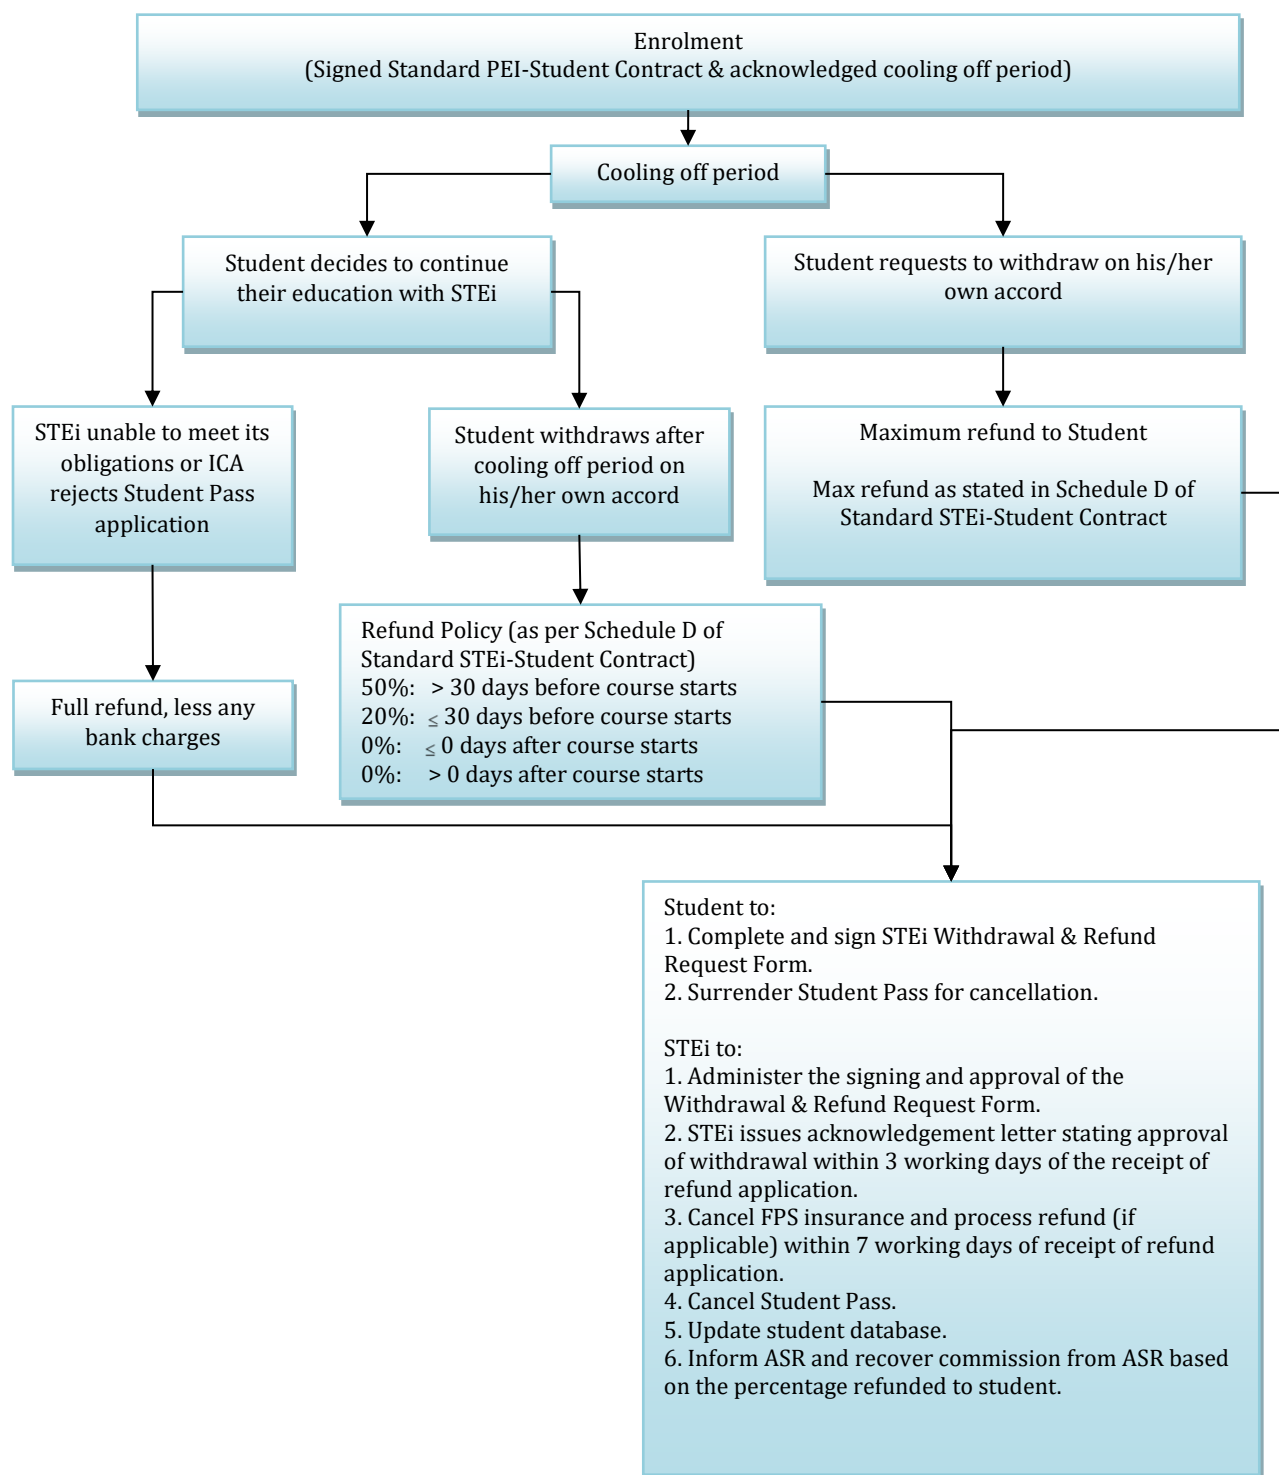 Enrolment
(Signed Standard PEI-Student Contract & acknowledged cooling off period)
Cooling off period
Student decides to continue
their education with STEi
Student requests to withdraw on his/her
own accord
STEi unable to meet its
obligations or ICA
rejects Student Pass
application
Student withdraws after
cooling off period on
his/her own accord
Maximum refund to Student
Max refund as stated in Schedule D of
Standard STEi-Student Contract
Full refund, less any
bank charges
Refund Policy (as per Schedule D of
Standard STEi-Student Contract)
50%: > 30 days before course starts
20%: ≤ 30 days before course starts
0%: ≤ 0 days after course starts
0%: > 0 days after course starts
Student to:
1. Complete and sign STEi Withdrawal & Refund
Request Form.
2. Surrender Student Pass for cancellation.
STEi to:
1. Administer the signing and approval of the
Withdrawal & Refund Request Form.
2. STEi issues acknowledgement letter stating approval
of withdrawal within 3 working days of the receipt of
refund application.
3. Cancel FPS insurance and process refund (if
applicable) within 7 working days of receipt of refund
application.
4. Cancel Student Pass.
5. Update student database.
6. Inform ASR and recover commission from ASR based
on the percentage refunded to student.